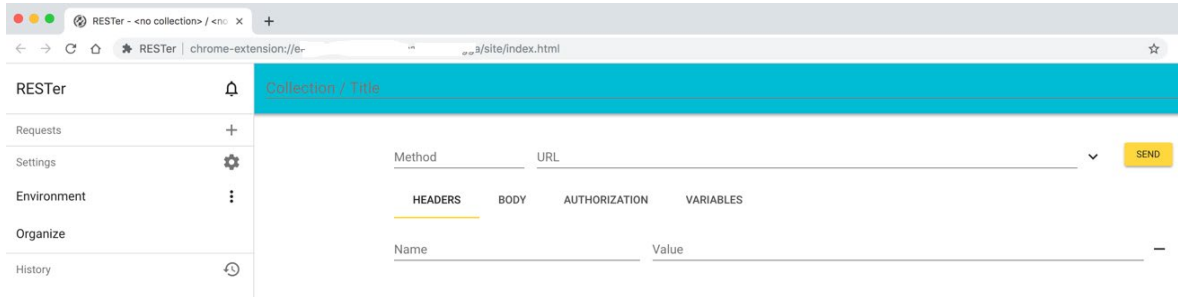 RESTer - <no collection> / <no
RESTer | chrome-extension://e a/site/index.html
RESTer
Collection / Title
Requests
Settings
Method
URL
SEND
Environment
HEADERS BODY AUTHORIZATION VARIABLES
Organize
Name
Value
History